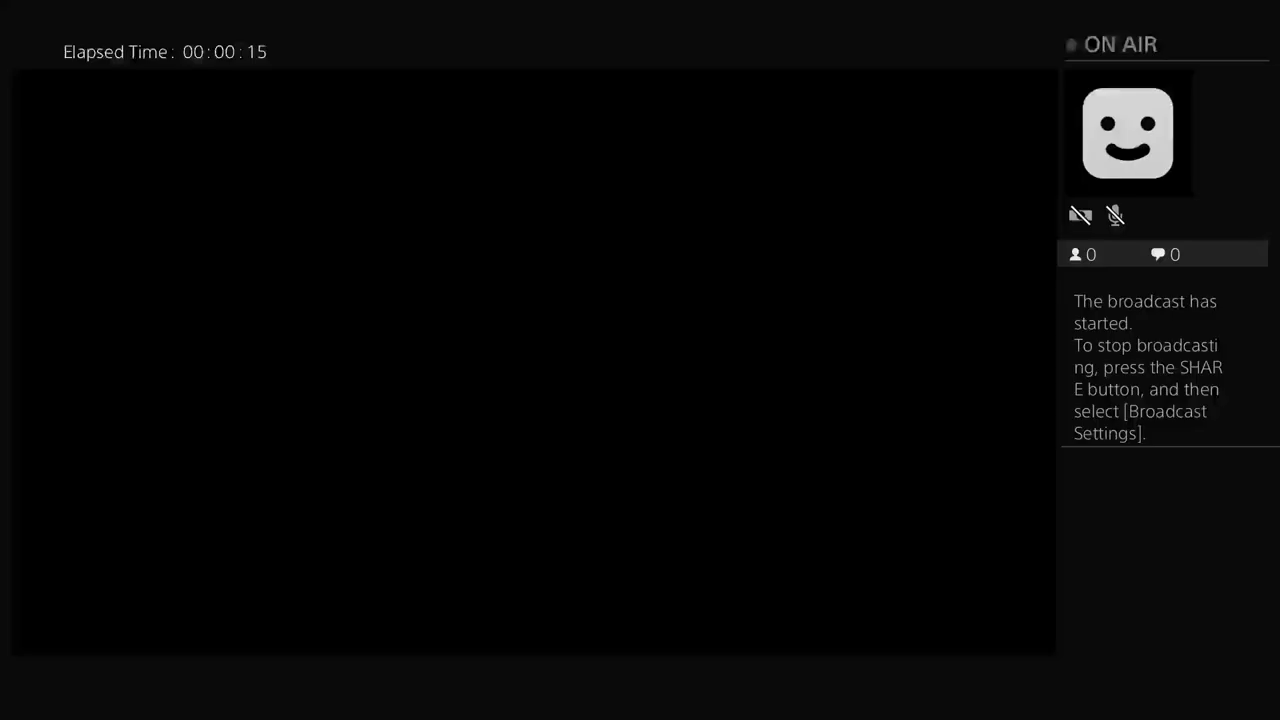 Elapsed Time: 00:00:15
ON AIR
0 0
The broadcast has
started.
To stop broadcasti
ng, press the SHAR
E button, and then
select [Broadcast
Settings].